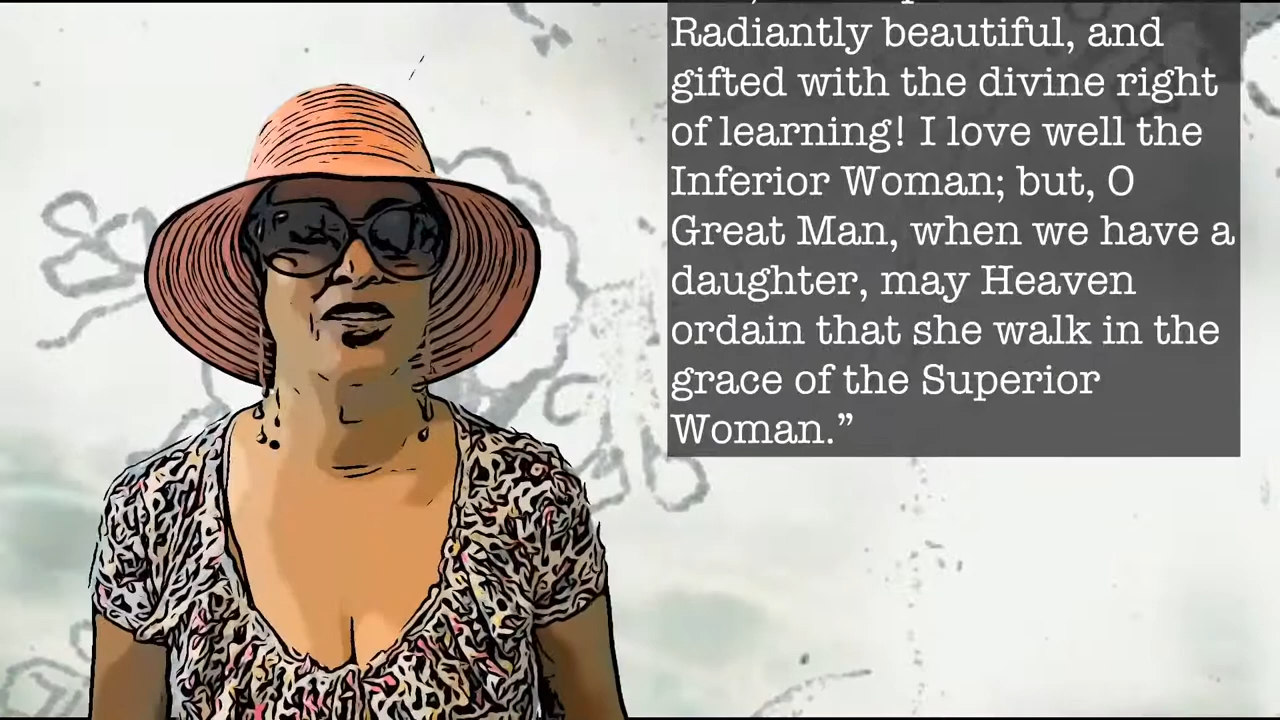 Radiantly beautiful, and
gifted with the divine right
of learning! I love well the
Inferior Woman; but, O
Great Man, when we have a
daughter, may Heaven
ordain that she walk in the
grace of the Superior
Woman.”